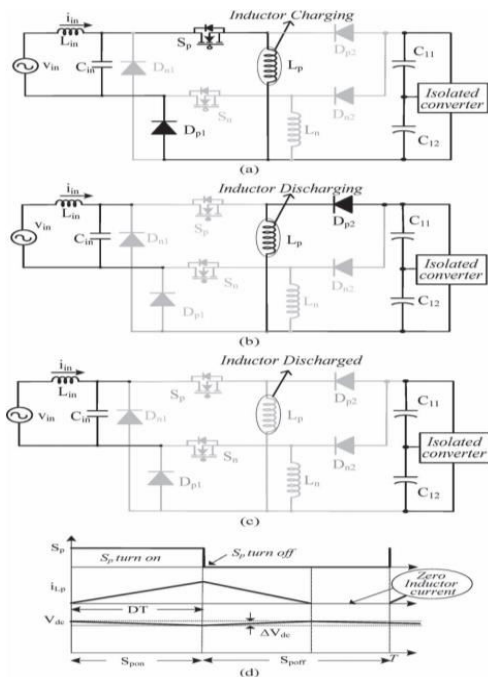 Inductor Charging
iin
Lin
vin
Cin
Dn1
Dp1
Sp
Sn
Lp
Ln
Dp2
Dn2
C11
Isolated
converter
C12
(a)
Inductor Discharging
iin
Lin
vin
Cin
Dn1
Dp1
Sp
Sn
Lp
Ln
Dp2
Dn2
C11
Isolated
converter
C12
(b)
Inductor Discharged
iin
Lin
vin
Cin
Dn1
Dp1
Sp
Sn
Lp
Ln
Dp2
Dn2
C11
Isolated
converter
C12
(c)
Sp
Sp turn on
Sp turn off
iLp
DT
Zero
Inductor
current
Vdc
ΔVdc
Spon
Spoff
T
(d)